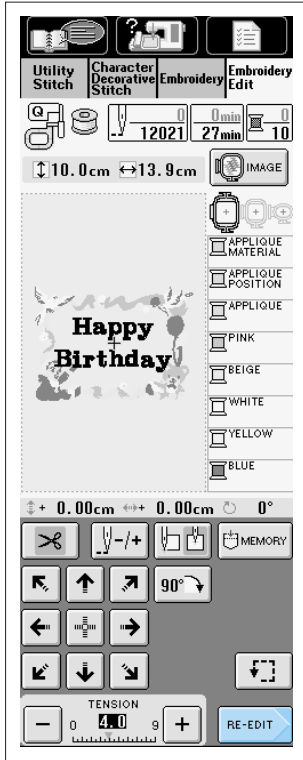 Utility Stitch
Character Decorative Stitch
Embroidery
Embroidery Edit
Q
0
12021
0min
27min
0
10
10.0cm 13.9cm
IMAGE
APPLIQUE MATERIAL
APPLIQUE POSITION
APPLIQUE
PINK
BEIGE
WHITE
YELLOW
BLUE
Happy
Birthday
+ 0.00cm + 0.00cm 0°
-/+
MEMORY
90°
TENSION
- 0 4.0 9 +
RE-EDIT